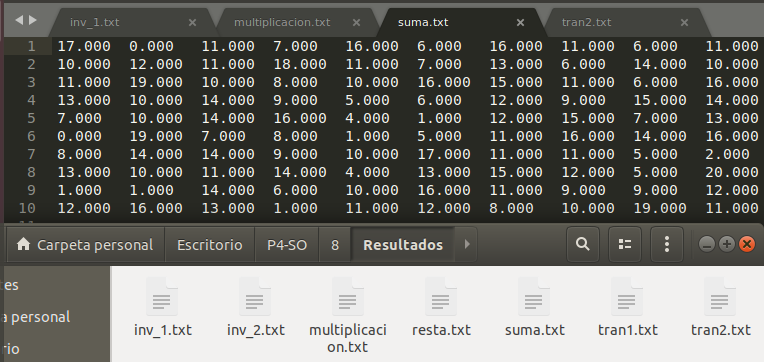 inv_1.txt × multiplicacion.txt × suma.txt × tran2.txt ×
1 17.000 0.000 11.000 7.000 16.000 6.000 16.000 11.000 6.000 11.000
2 10.000 12.000 11.000 18.000 11.000 7.000 13.000 6.000 14.000 10.000
3 11.000 19.000 10.000 8.000 10.000 16.000 15.000 11.000 6.000 16.000
4 13.000 10.000 14.000 9.000 5.000 6.000 12.000 9.000 15.000 14.000
5 7.000 10.000 14.000 16.000 4.000 1.000 12.000 15.000 7.000 13.000
6 0.000 19.000 7.000 8.000 1.000 5.000 11.000 16.000 14.000 16.000
7 8.000 14.000 14.000 9.000 10.000 17.000 11.000 11.000 5.000 2.000
8 13.000 10.000 11.000 14.000 4.000 13.000 15.000 12.000 5.000 20.000
9 1.000 1.000 14.000 6.000 10.000 16.000 11.000 9.000 9.000 12.000
10 12.000 16.000 13.000 1.000 11.000 12.000 8.000 10.000 19.000 11.000
Carpeta personal Escritorio P4-SO 8 Resultados
inv_1.txt inv_2.txt multiplicaci resta.txt suma.txt tran1.txt tran2.txt
on.txt
es
a personal
rio